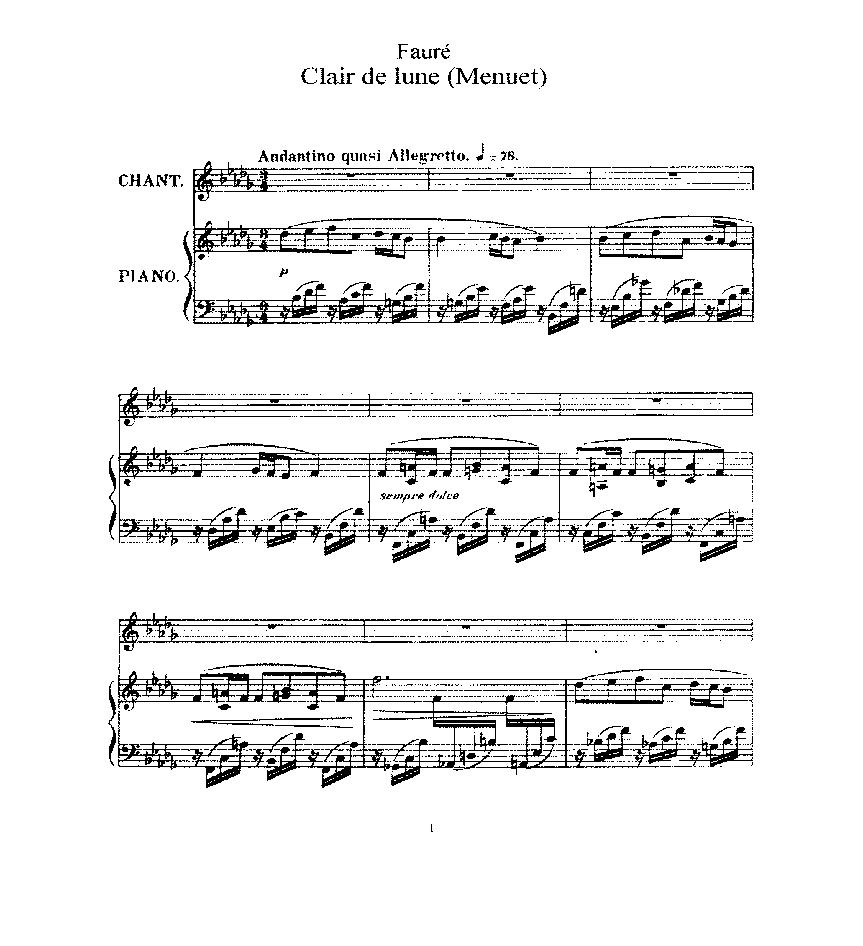 Fauré
Clair de lune (Menuet)
Andantino quasi Allegretto. ♩ = 78.
CHANT.
PIANO.
p
sempre dolce
1